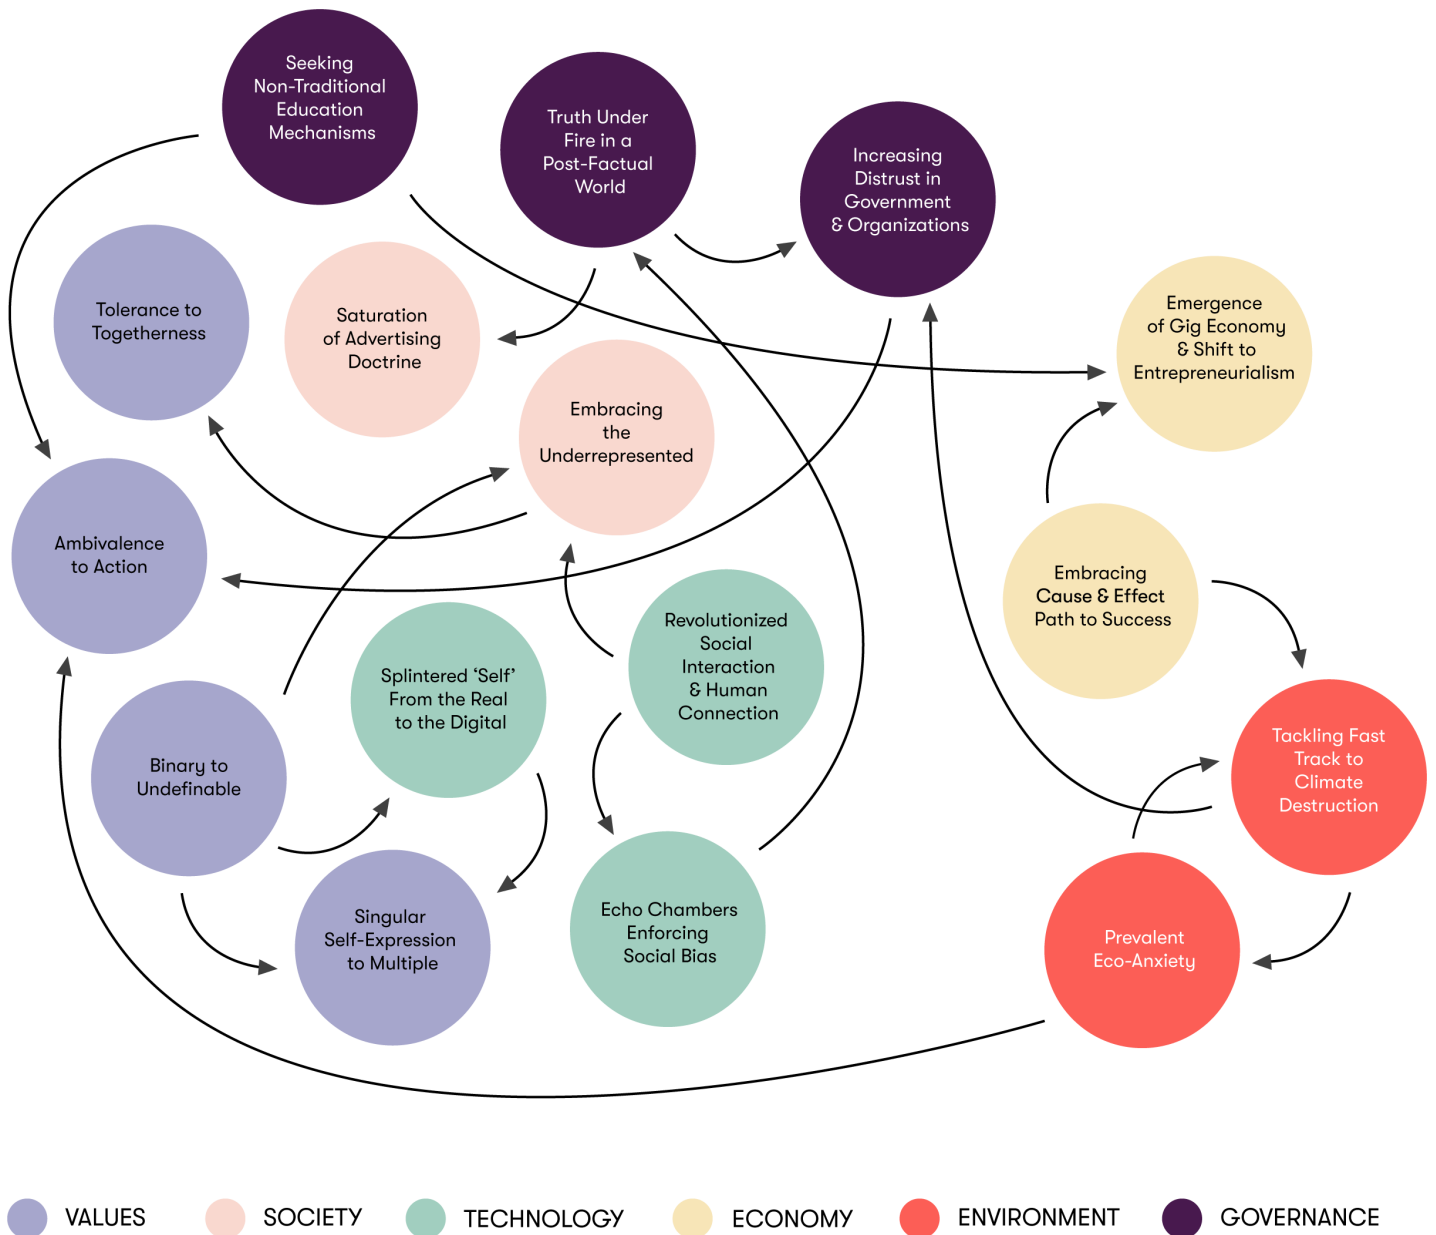 Seeking
Non-Traditional
Education
Mechanisms
Truth Under
Fire in a
Post-Factual
World
Increasing
Distrust in
Government
& Organizations
Tolerance to
Togetherness
Saturation
of Advertising
Doctrine
Emergence
of Gig Economy
& Shift to
Entrepreneurialism
Embracing
the
Underrepresented
Ambivalence
to Action
Embracing
Cause & Effect
Path to Success
Revolutionized
Social
Interaction
& Human
Connection
Splintered ‘Self’
From the Real
to the Digital
Binary to
Undefinable
Tackling Fast
Track to
Climate
Destruction
Singular
Self-Expression
to Multiple
Echo Chambers
Enforcing
Social Bias
Prevalent
Eco-Anxiety
VALUES
SOCIETY
TECHNOLOGY
ECONOMY
ENVIRONMENT
GOVERNANCE